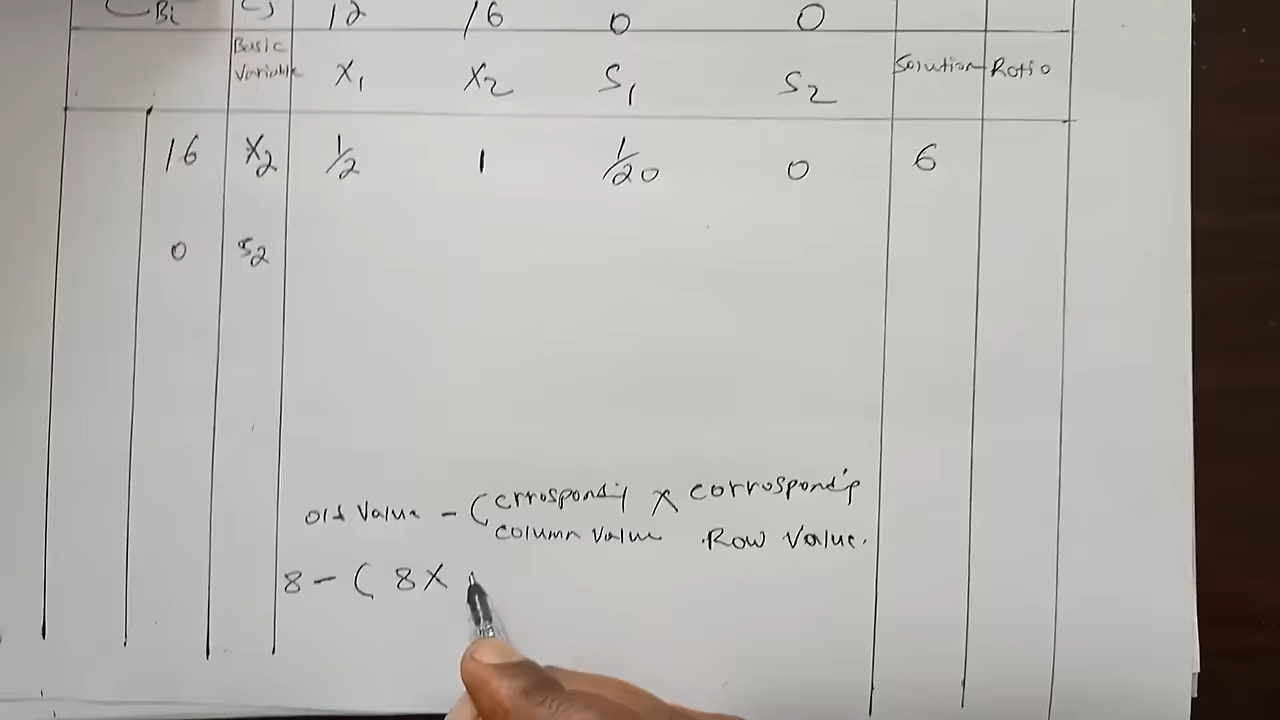 CBi Cj 12 16 0 0
Basic Variable X1 X2 S1 S2 Solution Ratio
16 X2 1/2 1 1/20 0 6
0 S2
Old Value - (crrosponding X corrosponding
column value . Row Value.
8 - ( 8 X